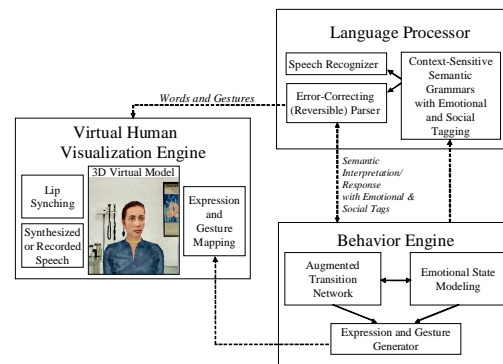 Language Processor
Speech Recognizer
Error-Correcting
(Reversible) Parser
Context-Sensitive
Semantic
Grammars
with Emotional
and Social
Tagging
Words and Gestures
Virtual Human
Visualization Engine
3D Virtual Model
Lip
Synching
Synthesized
or Recorded
Speech
Expression
and
Gesture
Mapping
Semantic
Interpretation/
Response
with Emotional &
Social Tags
Behavior Engine
Augmented
Transition
Network
Emotional State
Modeling
Expression and Gesture
Generator